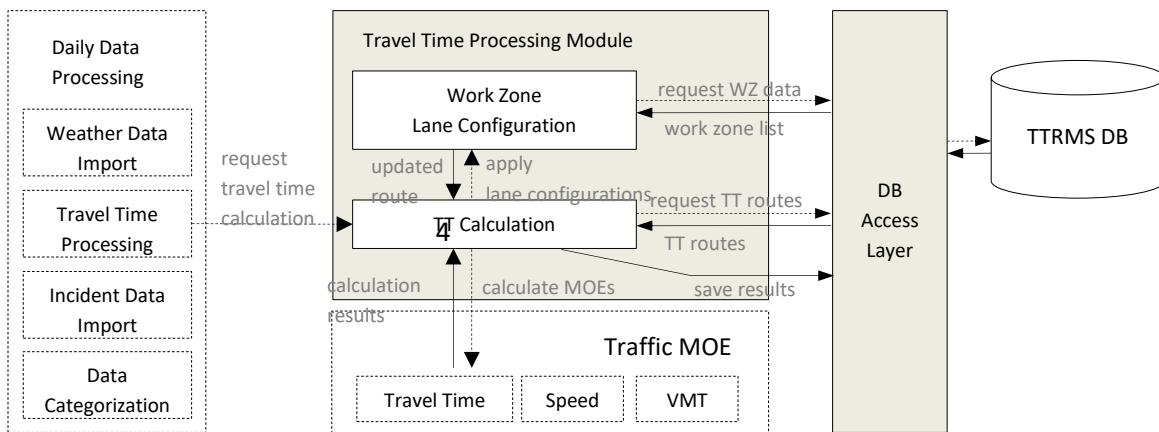 Daily Data
Processing
Weather Data
Import
Travel Time
Processing
Incident Data
Import
Data
Categorization
request
travel time
calculation
Travel Time Processing Module
Work Zone
Lane Configuration
updated
route
apply
lane configurations
TT Calculation
4
calculation
results
calculate MOEs
request WZ data
work zone list
request TT routes
TT routes
save results
Traffic MOE
Travel Time
Speed
VMT
DB
Access
Layer
TTRMS DB